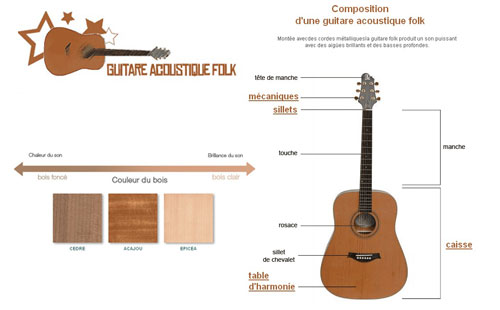 GUITARE ACOUSTIQUE FOLK
Chaleur du son
Brillance du son
bois foncé
Couleur du bois
bois clair
CEDRE
ACAJOU
EPICEA
Composition
d'une guitare acoustique folk
Montée avecdes cordes métalliquesla guitare folk produit un son puissant
avec des aigües brillants et des basses profondes.
tête de manche
mécaniques
sillets
touche
manche
rosace
caisse
sillet
de chevalet
table
d'harmonie